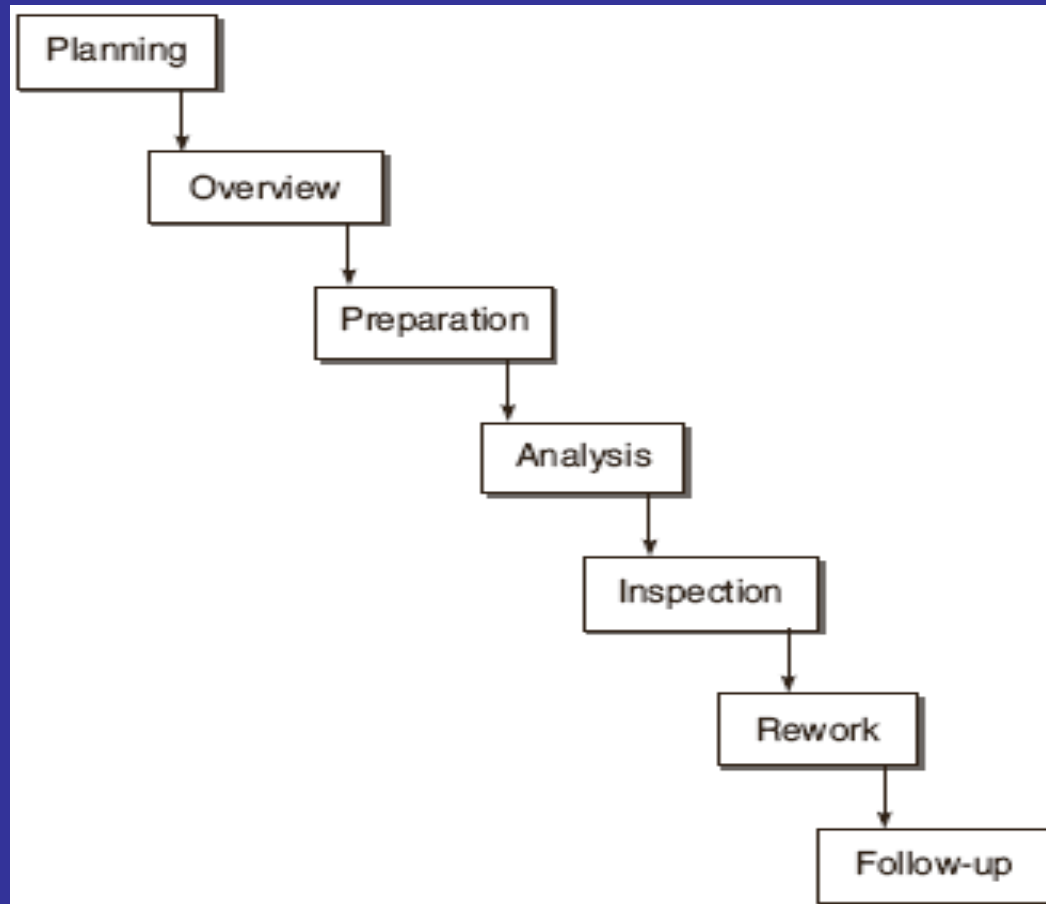 Planning
Overview
Preparation
Analysis
Inspection
Rework
Follow-up